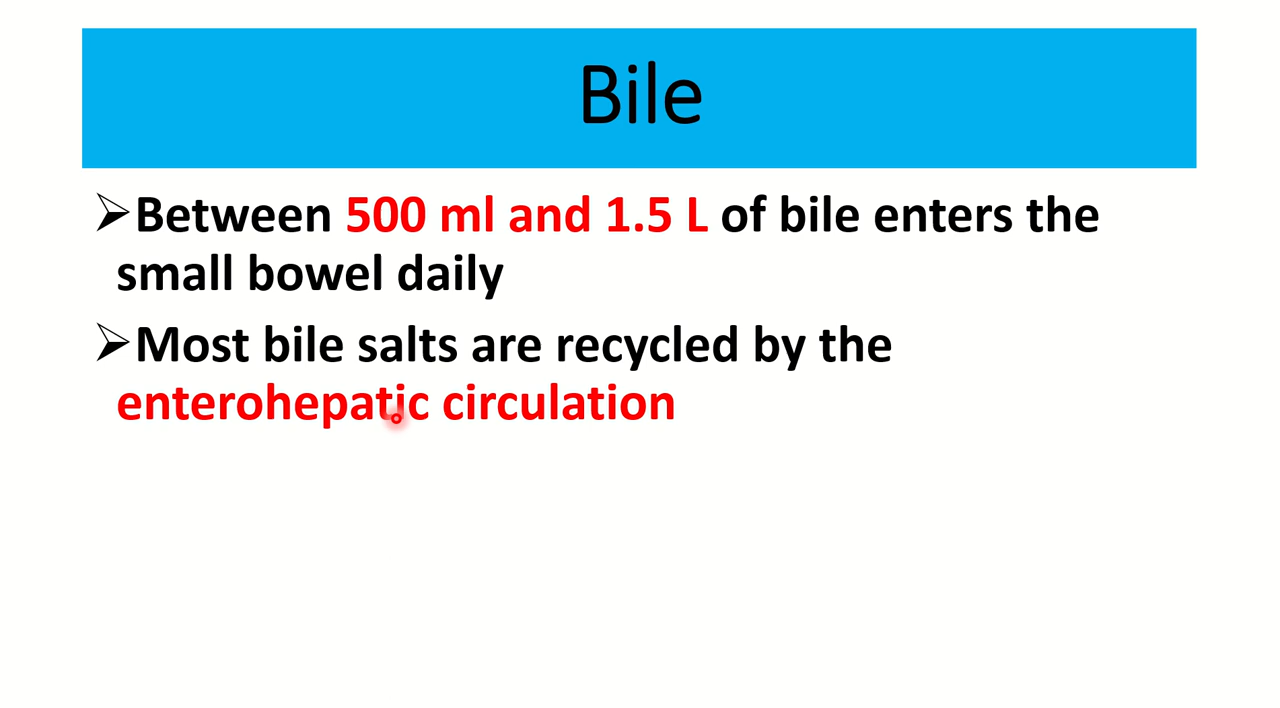 Bile
➢Between 500 ml and 1.5 L of bile enters the
small bowel daily
➢Most bile salts are recycled by the
enterohepatic circulation